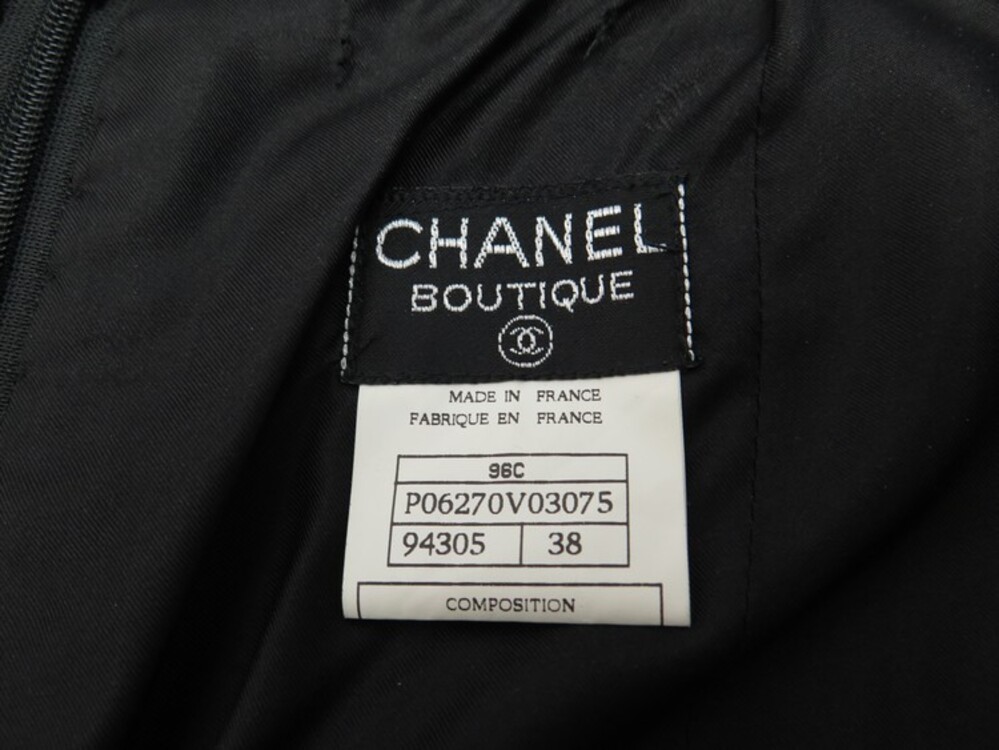 CHANEL
BOUTIQUE
MADE IN FRANCE
FABRIQUE EN FRANCE
96C
P06270V03075
94305 38
COMPOSITION